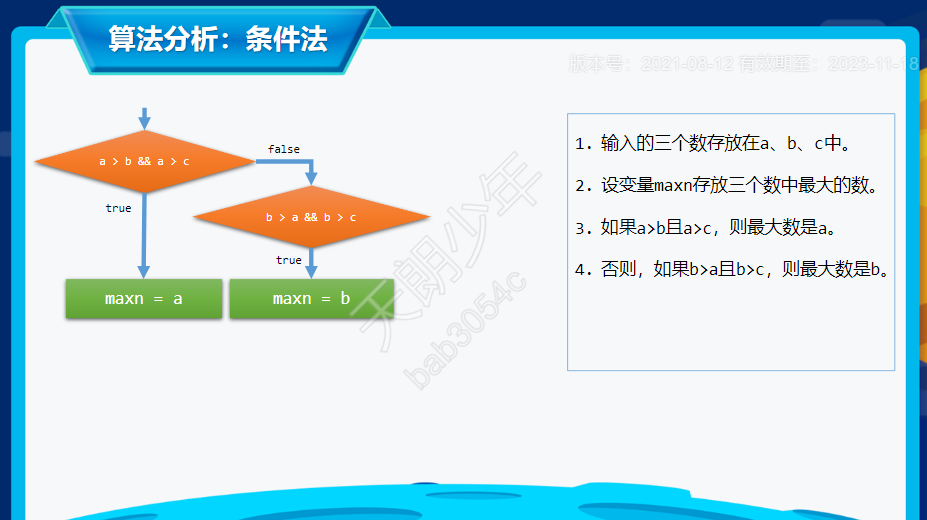 算法分析：条件法
版本号：2021-08-12 有效期至：2028-11-18
a > b && a > c
false
true
b > a && b > c
true
maxn = a
maxn = b
1. 输入的三个数存放在a、b、c中。
2. 设变量maxn存放三个数中最大的数。
3. 如果a>b且a>c，则最大数是a。
4. 否则，如果b>a且b>c，则最大数是b。
天朗少年
bab3054c